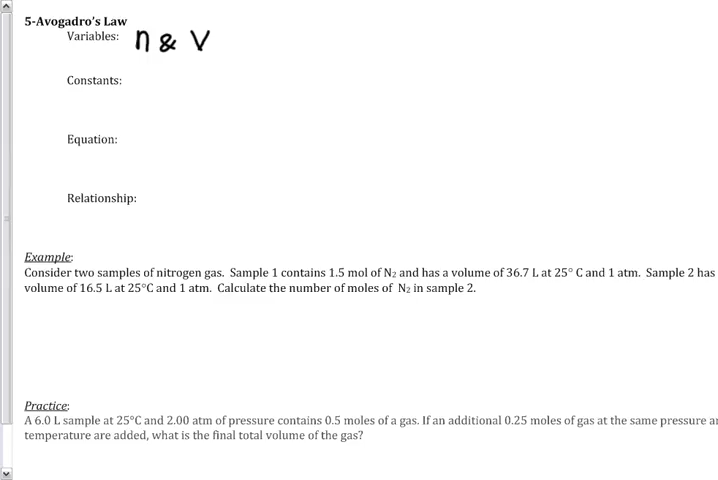 5-Avogadro's Law
Variables: n & V
Constants:
Equation:
Relationship:
Example:
Consider two samples of nitrogen gas. Sample 1 contains 1.5 mol of N₂ and has a volume of 36.7 L at 25° C and 1 atm. Sample 2 has
volume of 16.5 L at 25°C and 1 atm. Calculate the number of moles of N₂ in sample 2.
Practice:
A 6.0 L sample at 25°C and 2.00 atm of pressure contains 0.5 moles of a gas. If an additional 0.25 moles of gas at the same pressure
temperature are added, what is the final total volume of the gas?